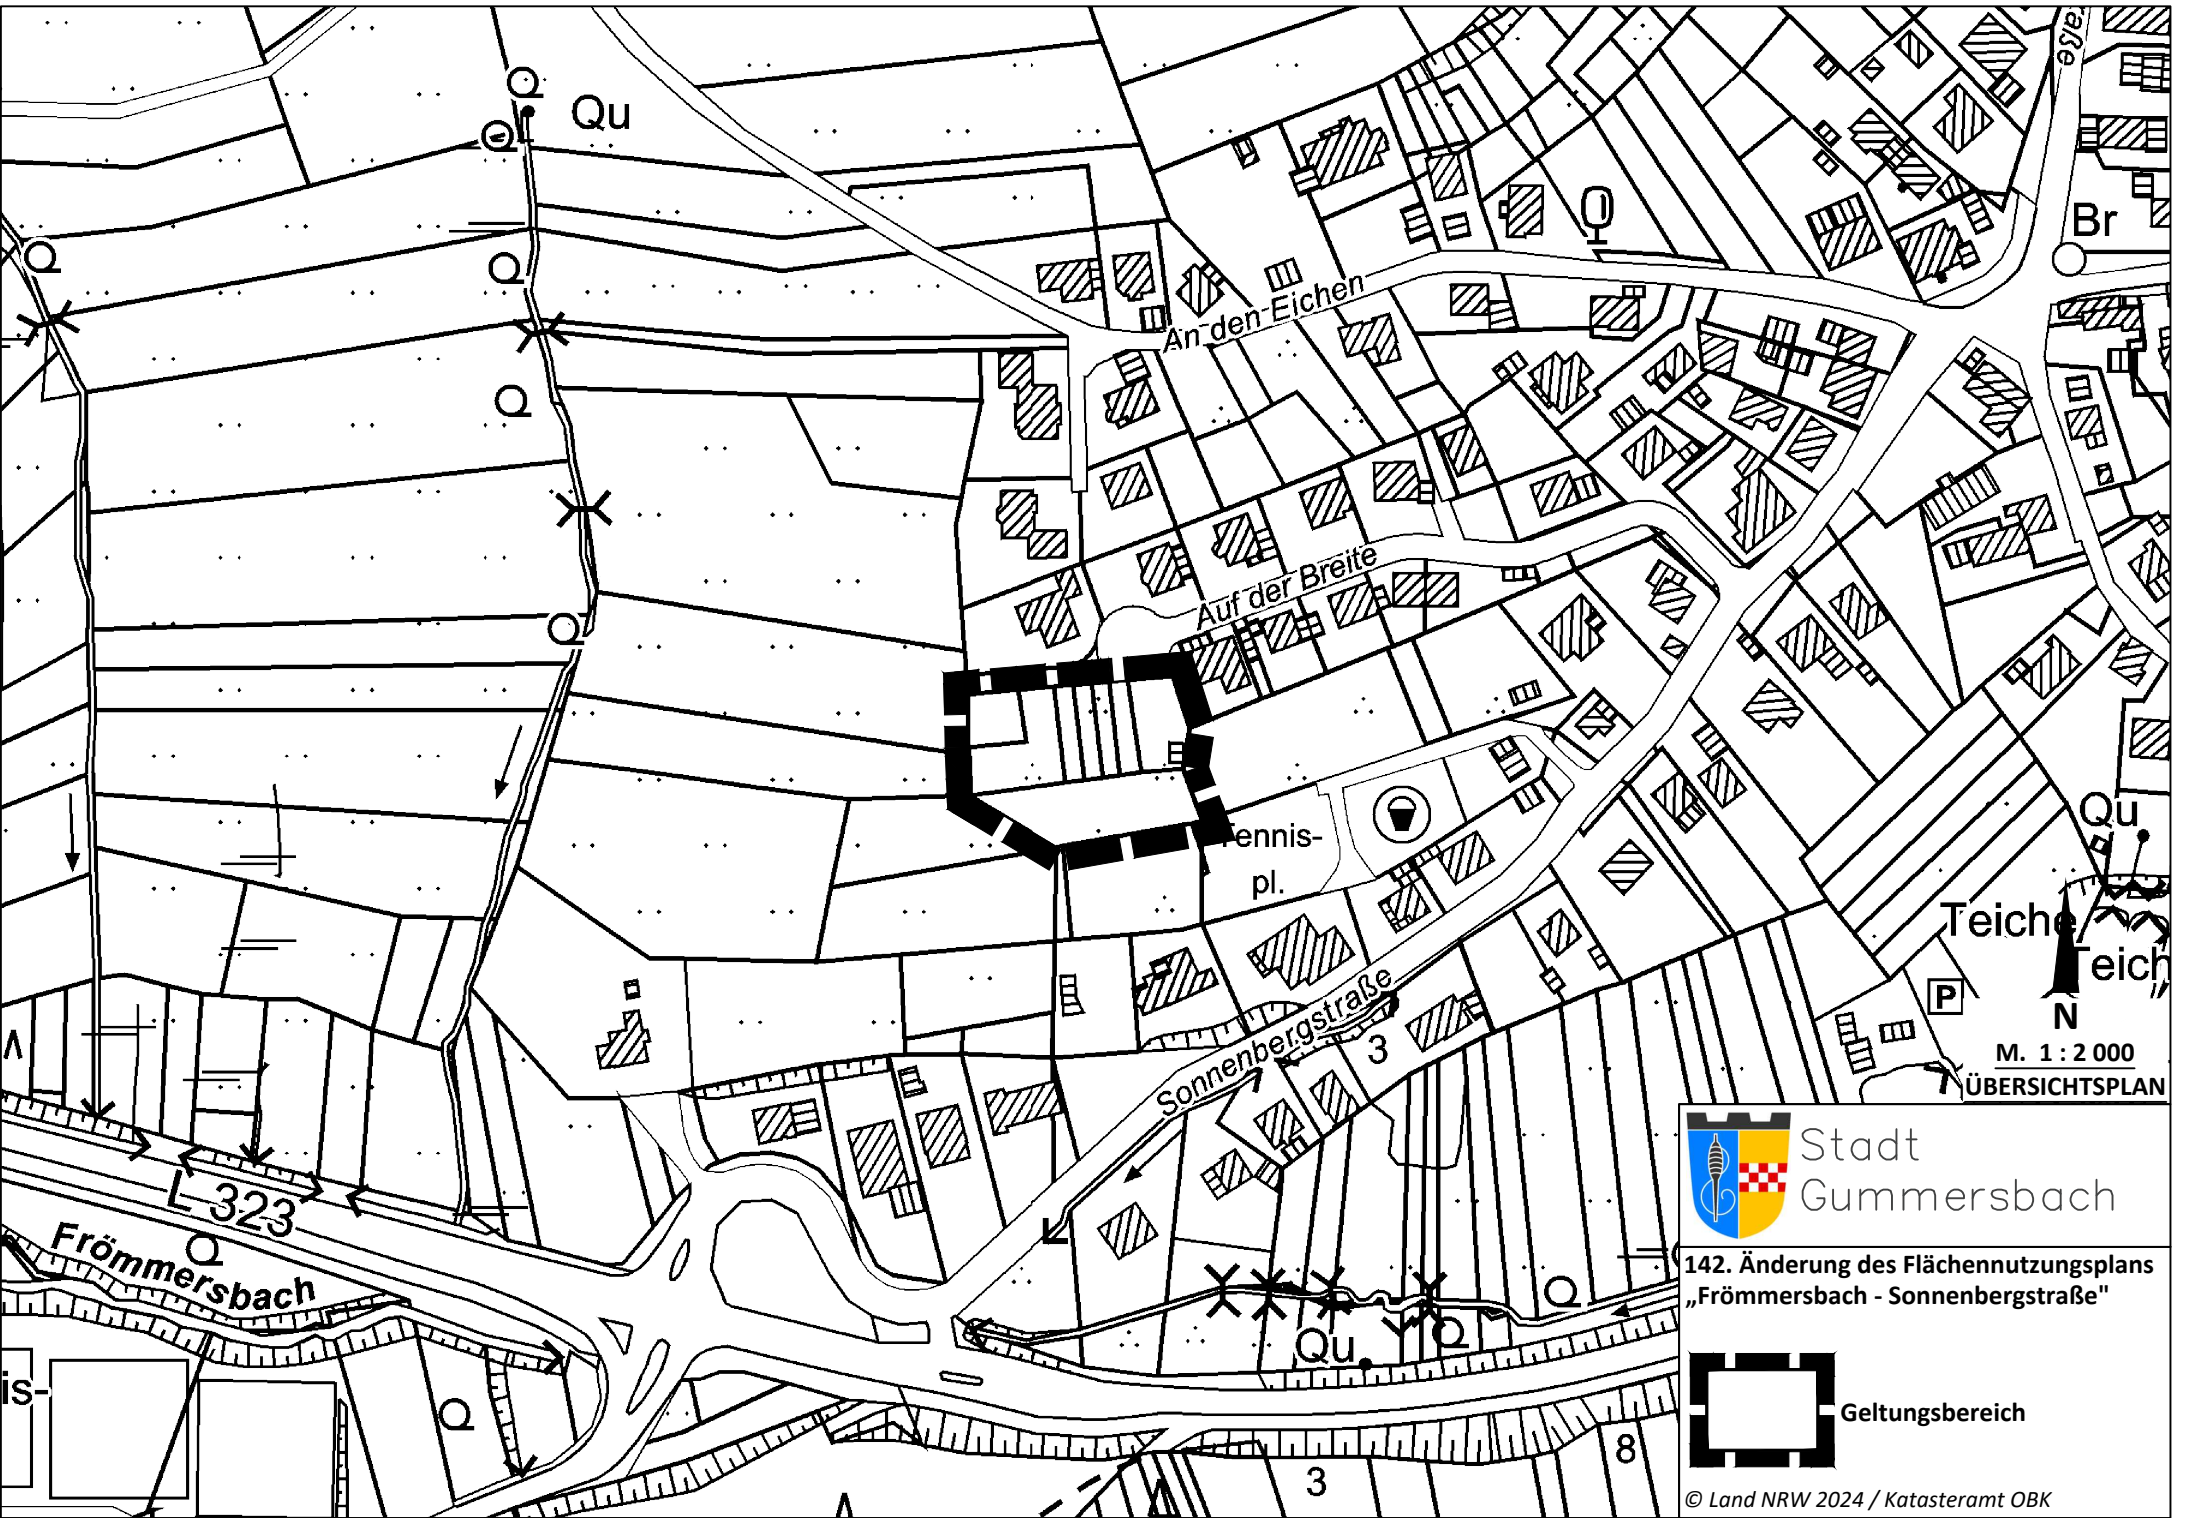 raße
Qu
Br
An den Eichen
Auf der Breite
Tennis-
pl.
Qu
Teiche
Teich
P
N
M. 1 : 2 000
ÜBERSICHTSPLAN
Sonnenbergstraße
3
L 323
Frömmersbach
Qu
is-
3
8
Stadt
Gummersbach
142. Änderung des Flächennutzungsplans
„Frömmersbach - Sonnenbergstraße"
Geltungsbereich
© Land NRW 2024 / Katasteramt OBK